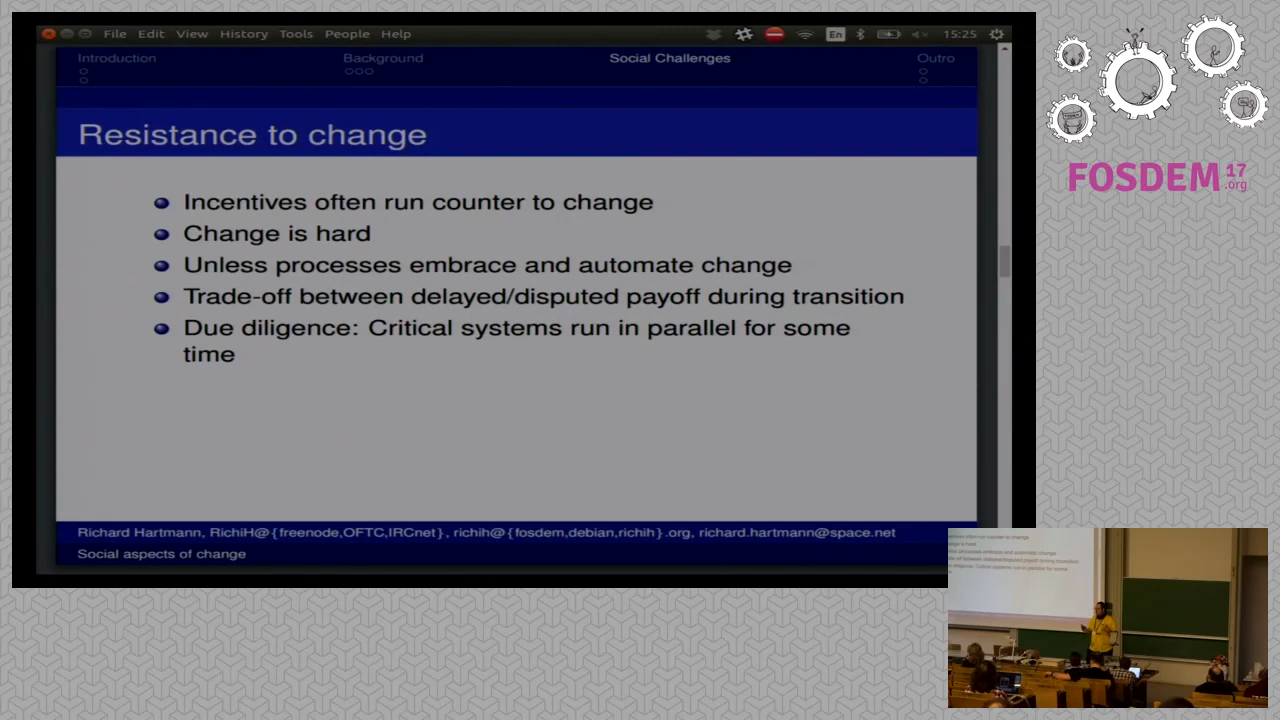 File Edit View History Tools People Help
En
15:25
Introduction
Background
Social Challenges
Outro
Resistance to change
Incentives often run counter to change
Change is hard
Unless processes embrace and automate change
Trade-off between delayed/disputed payoff during transition
Due diligence: Critical systems run in parallel for some
time
Richard Hartmann, RichiH@{freenode,OFTC,IRCnet}, richih@{fosdem,debian,richih}.org, richard.hartmann@space.net
Social aspects of change
FOSDEM 17
.org